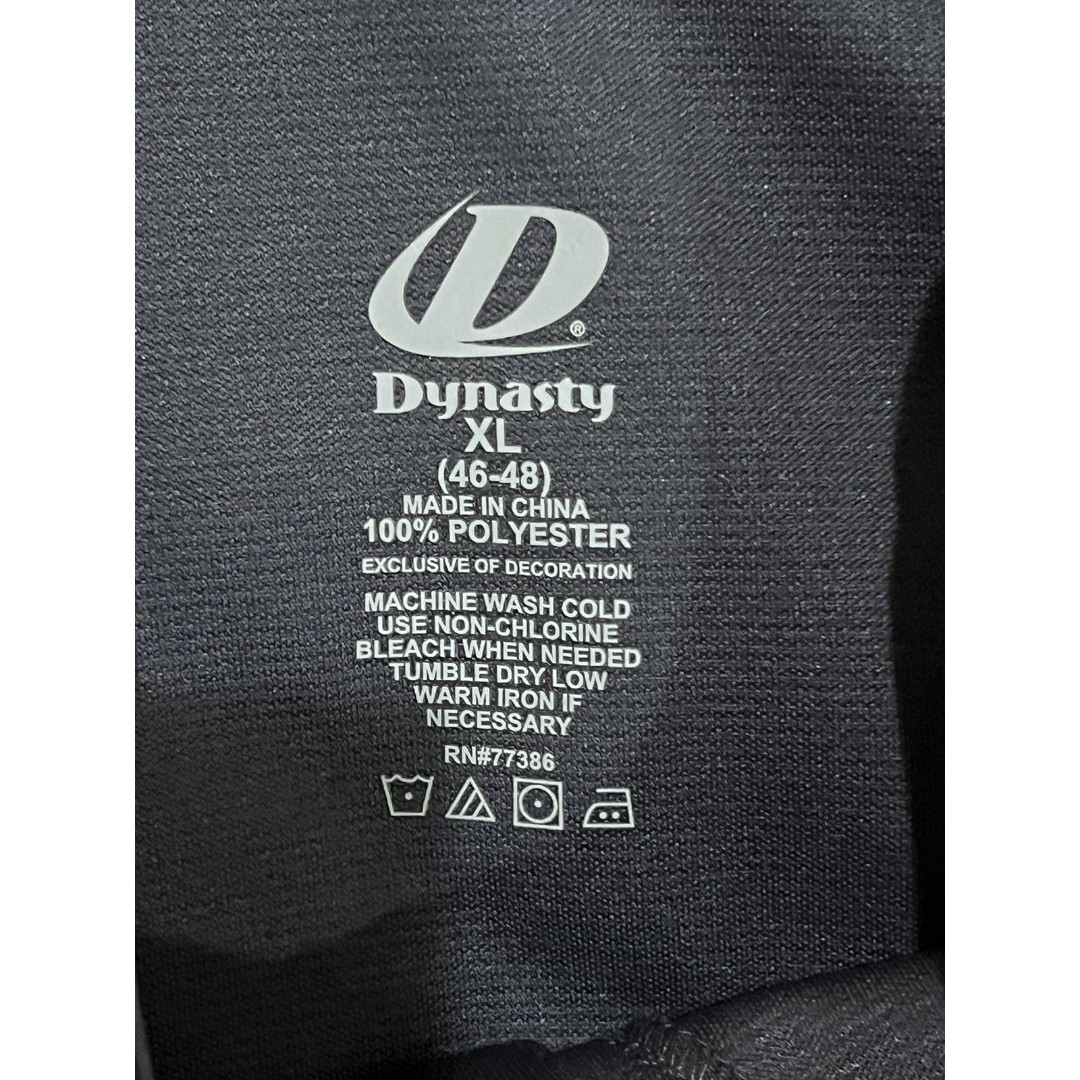 D®
Dynasty
XL
(46-48)
MADE IN CHINA
100% POLYESTER
EXCLUSIVE OF DECORATION
MACHINE WASH COLD
USE NON-CHLORINE
BLEACH WHEN NEEDED
TUMBLE DRY LOW
WARM IRON IF
NECESSARY
RN#77386